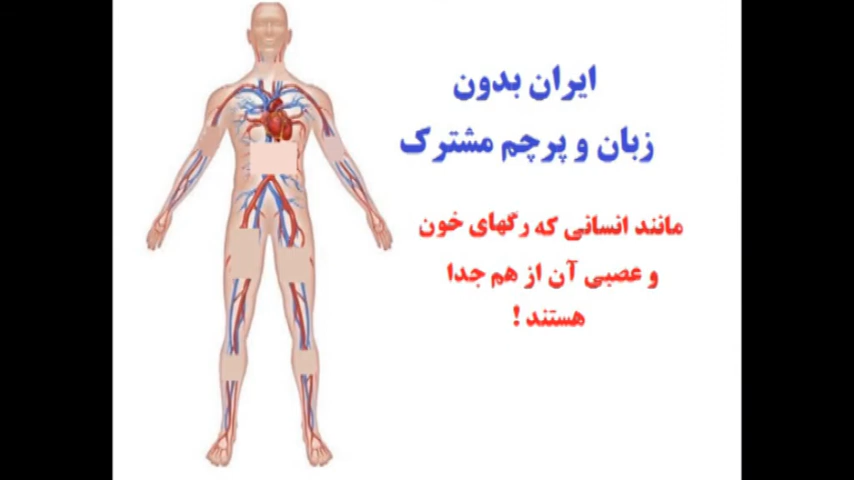 ایران بدون
زبان و پرچم مشترک
مانند انسانی که رگهای خون
و عصبی آن از هم جدا
هستند !